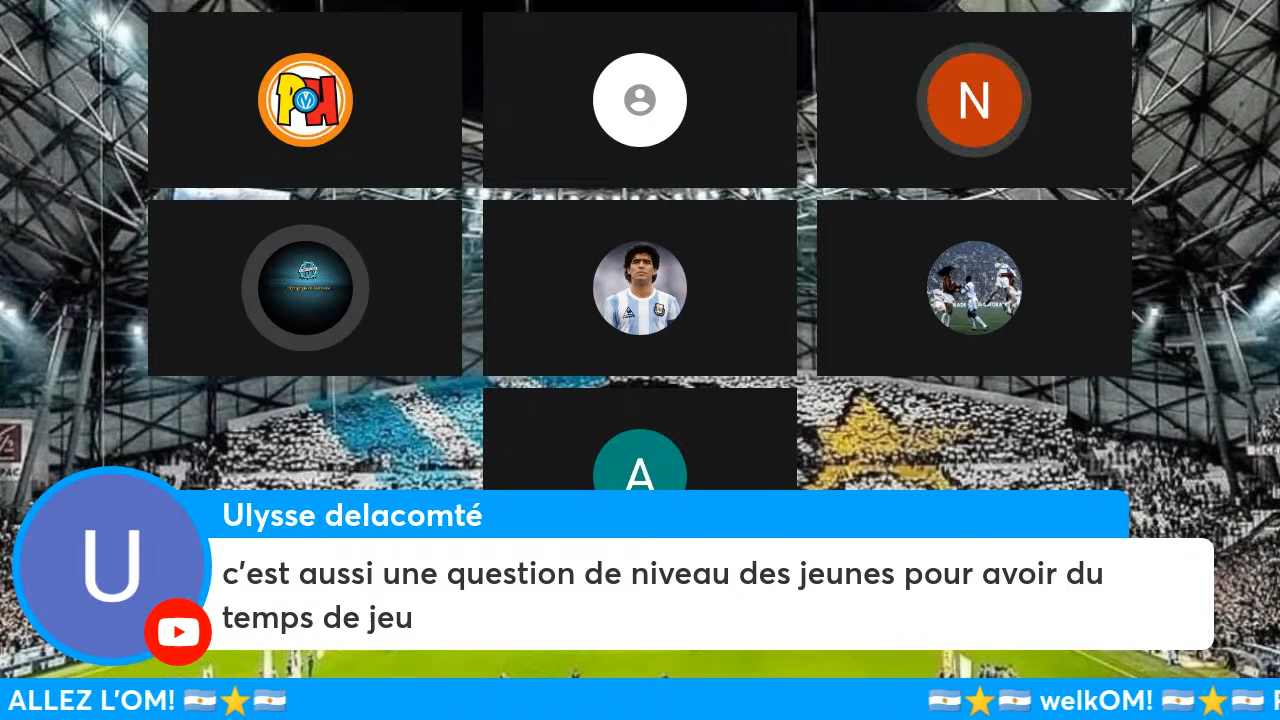 PH
N
A
U
Ulysse delacomté
c'est aussi une question de niveau des jeunes pour avoir du
temps de jeu
ALLEZ L'OM! 🇦🇷⭐🇦🇷 🇦🇷⭐🇦🇷 welkOM! 🇦🇷⭐🇦🇷